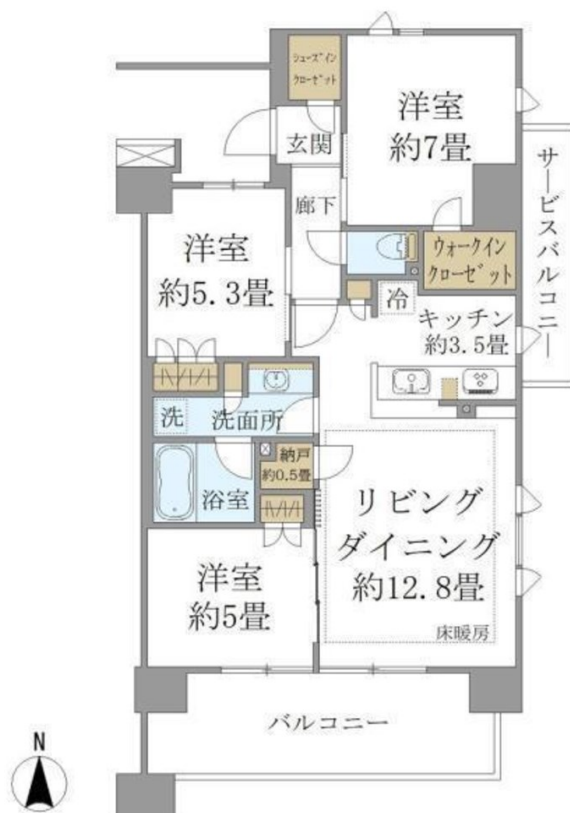 シューズイン
クローゼット
玄関
洋室
約7畳
廊下
サービスバルコニー
洋室
約5.3畳
ウォークイン
クローゼット
冷
キッチン
約3.5畳
洗
洗面所
納戸
約0.5畳
浴室
リビング
ダイニング
約12.8畳
洋室
約5畳
床暖房
バルコニー
N